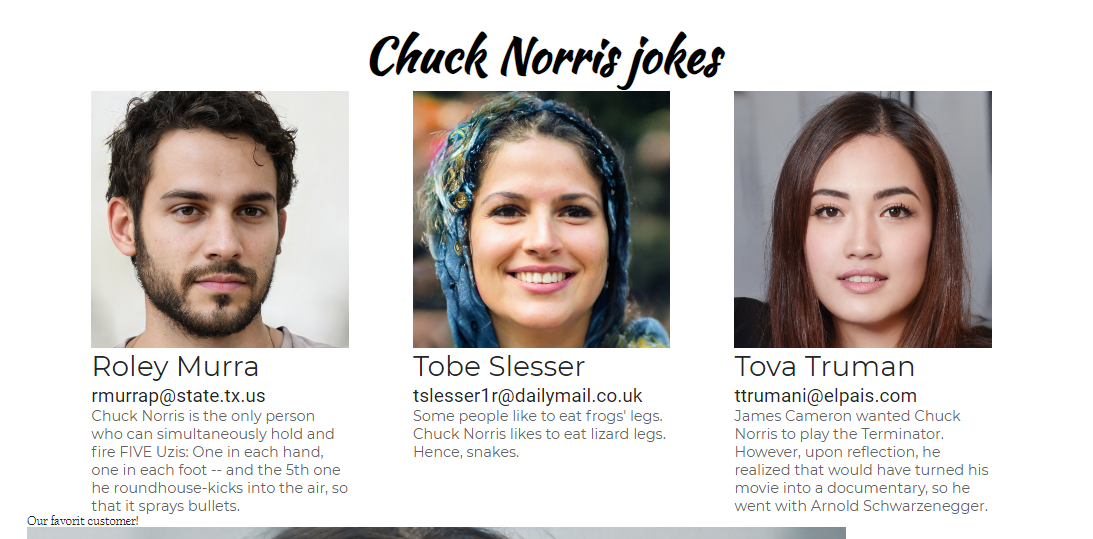 Chuck Norris jokes
Roley Murra
rmurrap@state.tx.us
Chuck Norris is the only person
who can simultaneously hold and
fire FIVE Uzis: One in each hand,
one in each foot -- and the 5th one
he roundhouse-kicks into the air, so
that it sprays bullets.
Tobe Slesser
tslesser1r@dailymail.co.uk
Some people like to eat frogs' legs.
Chuck Norris likes to eat lizard legs.
Hence, snakes.
Tova Truman
ttrumani@elpais.com
James Cameron wanted Chuck
Norris to play the Terminator.
However, upon reflection, he
realized that would have turned his
movie into a documentary, so he
went with Arnold Schwarzenegger.
Our favorit customer!